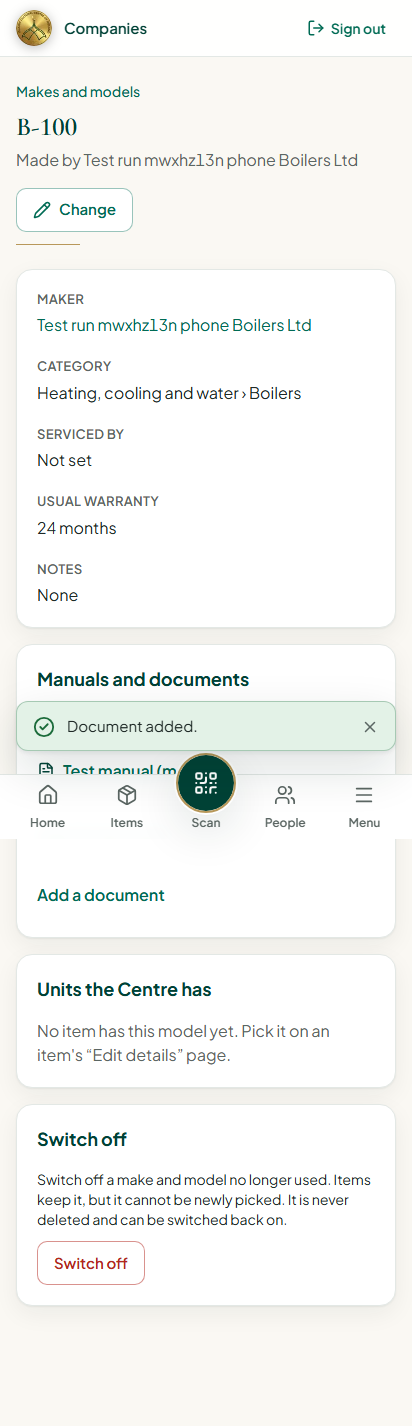 Companies
Sign out
Makes and models
B-100
Made by Test run mwxhzl3n phone Boilers Ltd
Change
MAKER
Test run mwxhzl3n phone Boilers Ltd
CATEGORY
Heating, cooling and water › Boilers
SERVICED BY
Not set
USUAL WARRANTY
24 months
NOTES
None
Manuals and documents
Document added.
Test manual
Home
Items
Scan
People
Menu
Add a document
Units the Centre has
No item has this model yet. Pick it on an
item's “Edit details” page.
Switch off
Switch off a make and model no longer used. Items
keep it, but it cannot be newly picked. It is never
deleted and can be switched back on.
Switch off